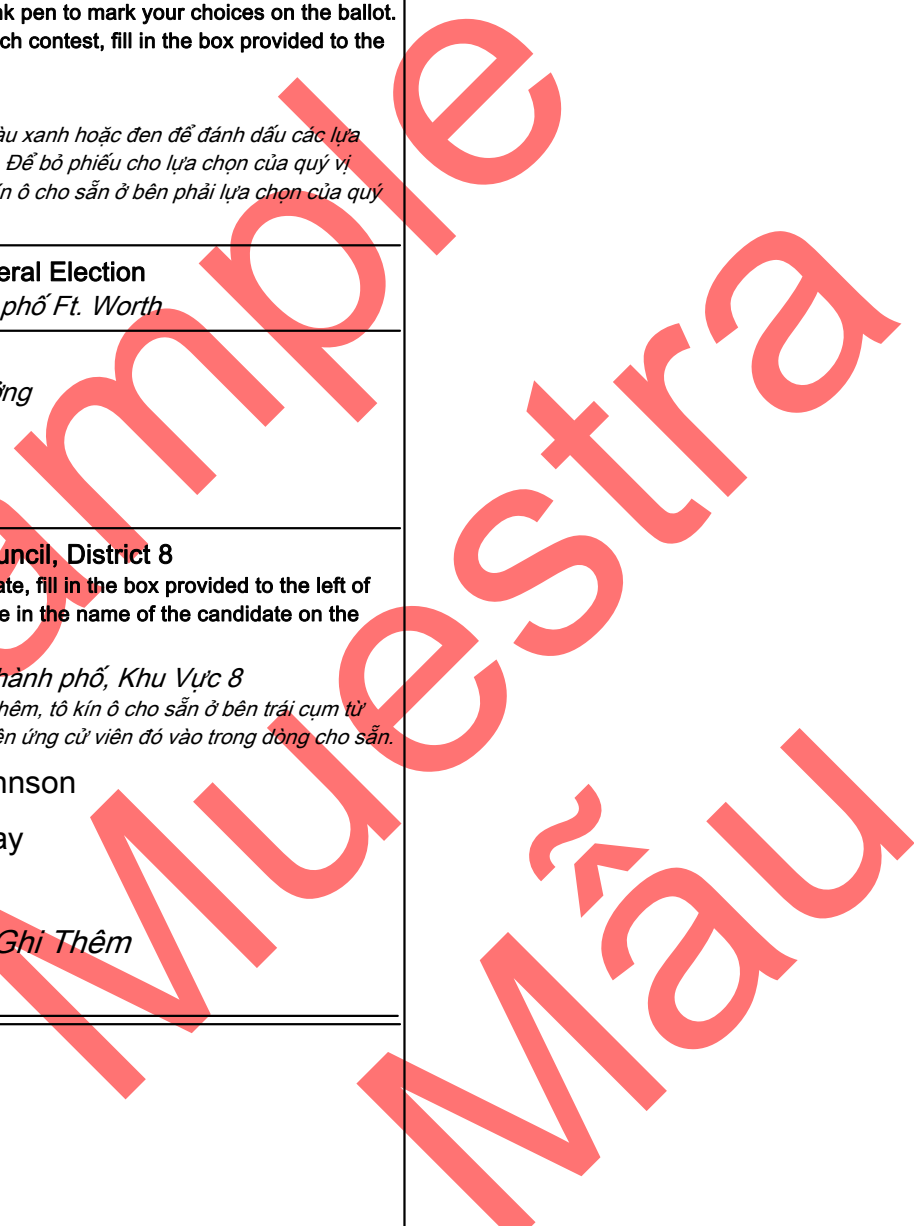 nk pen to mark your choices on the ballot.
ch contest, fill in the box provided to the
àu xanh hoặc đen để đánh dấu các lựa
. Để bỏ phiếu cho lựa chọn của quý vị
ín ô cho sẵn ở bên phải lựa chọn của quý
eral Election
phố Ft. Worth
ởng
uncil, District 8
ate, fill in the box provided to the left of
e in the name of the candidate on the
hành phố, Khu Vực 8
hêm, tô kín ô cho sẵn ở bên trái cụm từ
ên ứng cử viên đó vào trong dòng cho sẵn.
hnson
ay
Ghi Thêm
ample
Muestra
Mẫu